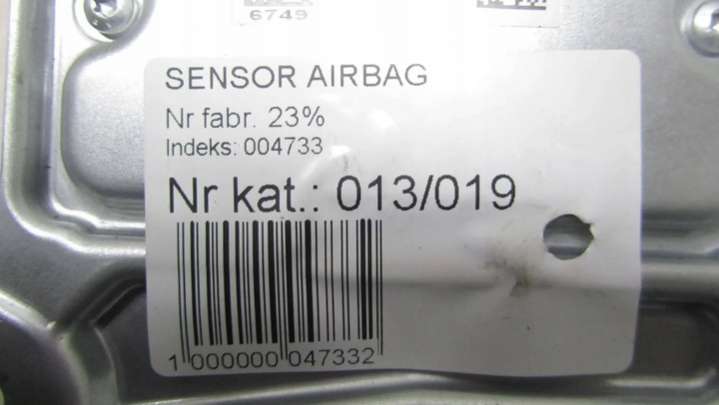 6749
SENSOR AIRBAG
Nr fabr. 23%
Indeks: 004733
Nr kat.: 013/019
1 000000 047332